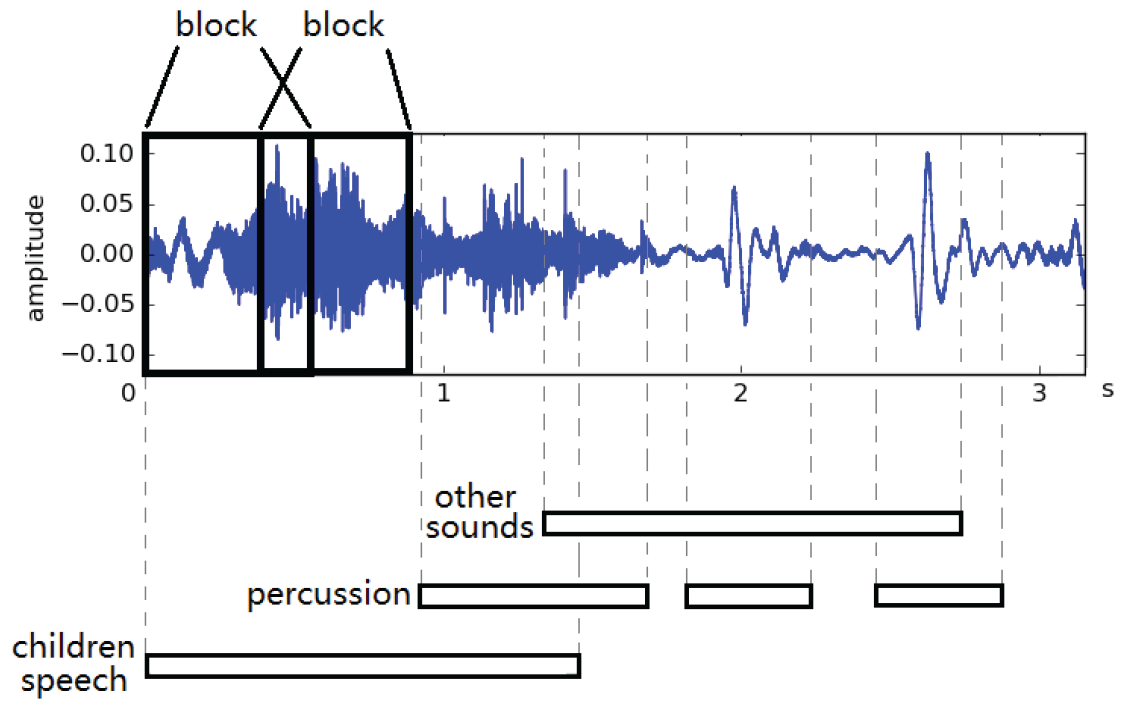 block block
0.10
0.05
0.00
−0.05
−0.10
amplitude
0 1 2 3 s
other
sounds
percussion
children
speech